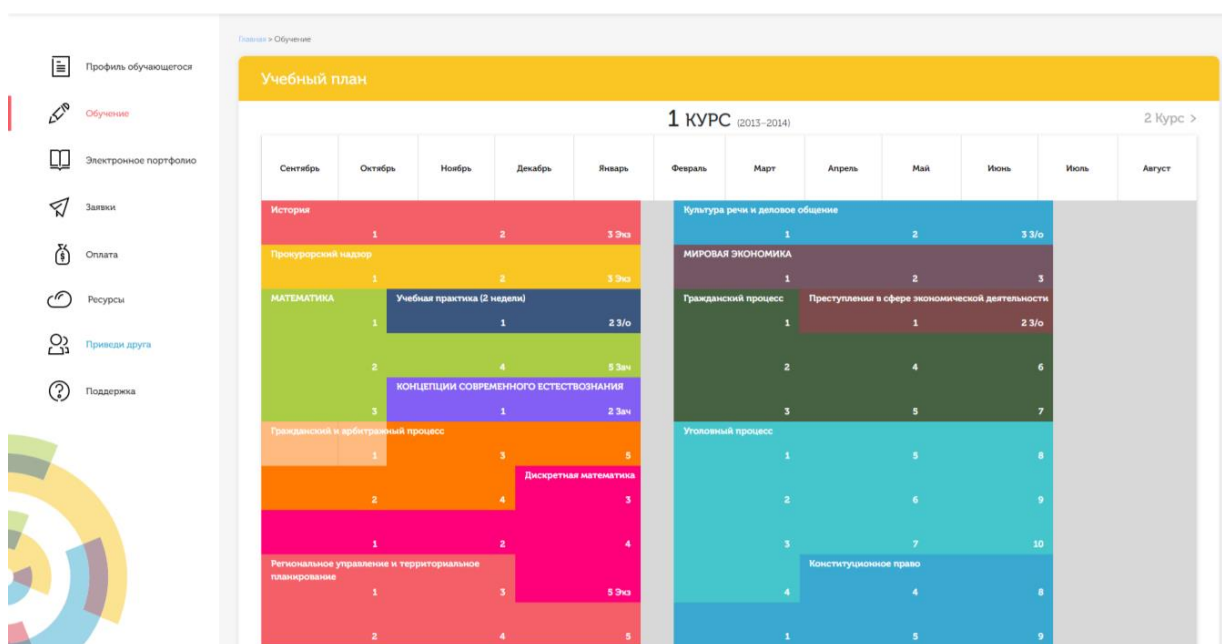 Главная > Обучение
Профиль обучающегося
Обучение
Электронное портфолио
Заявки
Оплата
Ресурсы
Приведи друга
Поддержка
Учебный план
1 КУРС (2013-2014)
2 Курс >
Сентябрь Октябрь Ноябрь Декабрь Январь Февраль Март Апрель Май Июнь Июль Август
История Культура речи и деловое общение
1 2 3 Экз 1 2 3 З/о
Прокурорский надзор МИРОВАЯ ЭКОНОМИКА
1 2 3 Экз 1 2 3
МАТЕМАТИКА Учебная практика (2 недели) Гражданский процесс Преступления в сфере экономической деятельности
1 1 2 З/о 1 1 2 З/о
2 4 5 Зач 2 4 6
КОНЦЕПЦИИ СОВРЕМЕННОГО ЕСТЕСТВОЗНАНИЯ
3 1 2 Зач 3 5 7
Гражданский и арбитражный процесс Уголовный процесс
1 3 5 1 5 8
Дискретная математика
2 4 3 2 6 9
1 2 4 3 7 10
Региональное управление и территориальное Конституционное право
планирование
1 3 5 Экз 4 4 8
2 4 5 1 5 9